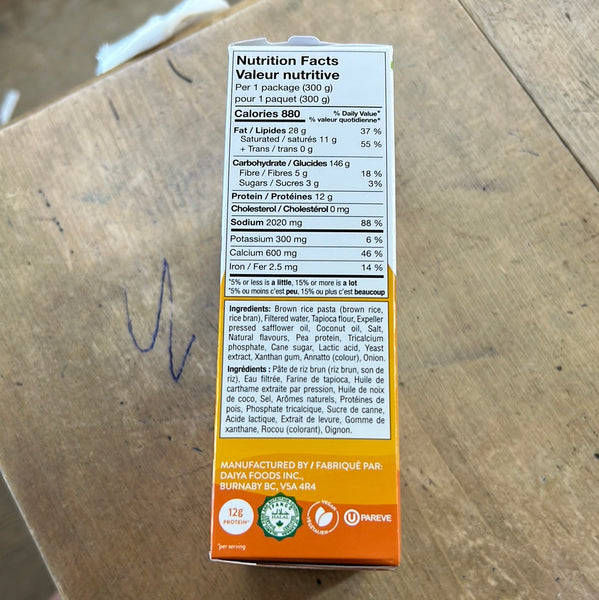 Nutrition Facts
Valeur nutritive
Per 1 package (300 g)
pour 1 paquet (300 g)
Calories 880 % Daily Value*
% valeur quotidienne*
Fat / Lipides 28 g 37 %
Saturated / saturés 11 g
+ Trans / trans 0 g 55 %
Carbohydrate / Glucides 146 g
Fibre / Fibres 5 g 18 %
Sugars / Sucres 3 g 3%
Protein / Protéines 12 g
Cholesterol / Cholestérol 0 mg
Sodium 2020 mg 88 %
Potassium 300 mg 6 %
Calcium 600 mg 46 %
Iron / Fer 2.5 mg 14 %
*5% or less is a little, 15% or more is a lot
*5% ou moins c'est peu, 15% ou plus c'est beaucoup
Ingredients: Brown rice pasta (brown rice,
rice bran), Filtered water, Tapioca flour, Expeller
pressed safflower oil, Coconut oil, Salt,
Natural flavours, Pea protein, Tricalcium
phosphate, Cane sugar, Lactic acid, Yeast
extract, Xanthan gum, Annatto (colour), Onion.
Ingrédients : Pâte de riz brun (riz brun, son de
riz), Eau filtrée, Farine de tapioca, Huile de
carthame extraite par pression, Huile de noix
de coco, Sel, Arômes naturels, Protéines de
pois, Phosphate tricalcique, Sucre de canne,
Acide lactique, Extrait de levure, Gomme de
xanthane, Rocou (colorant), Oignon.
MANUFACTURED BY / FABRIQUÉ PAR:
DAIYA FOODS INC.,
BURNABY BC, V5A 4R4
12g
PROTEIN*
*per serving
HALAL
VEGAN
VÉGÉTALIEN
U PAREVE